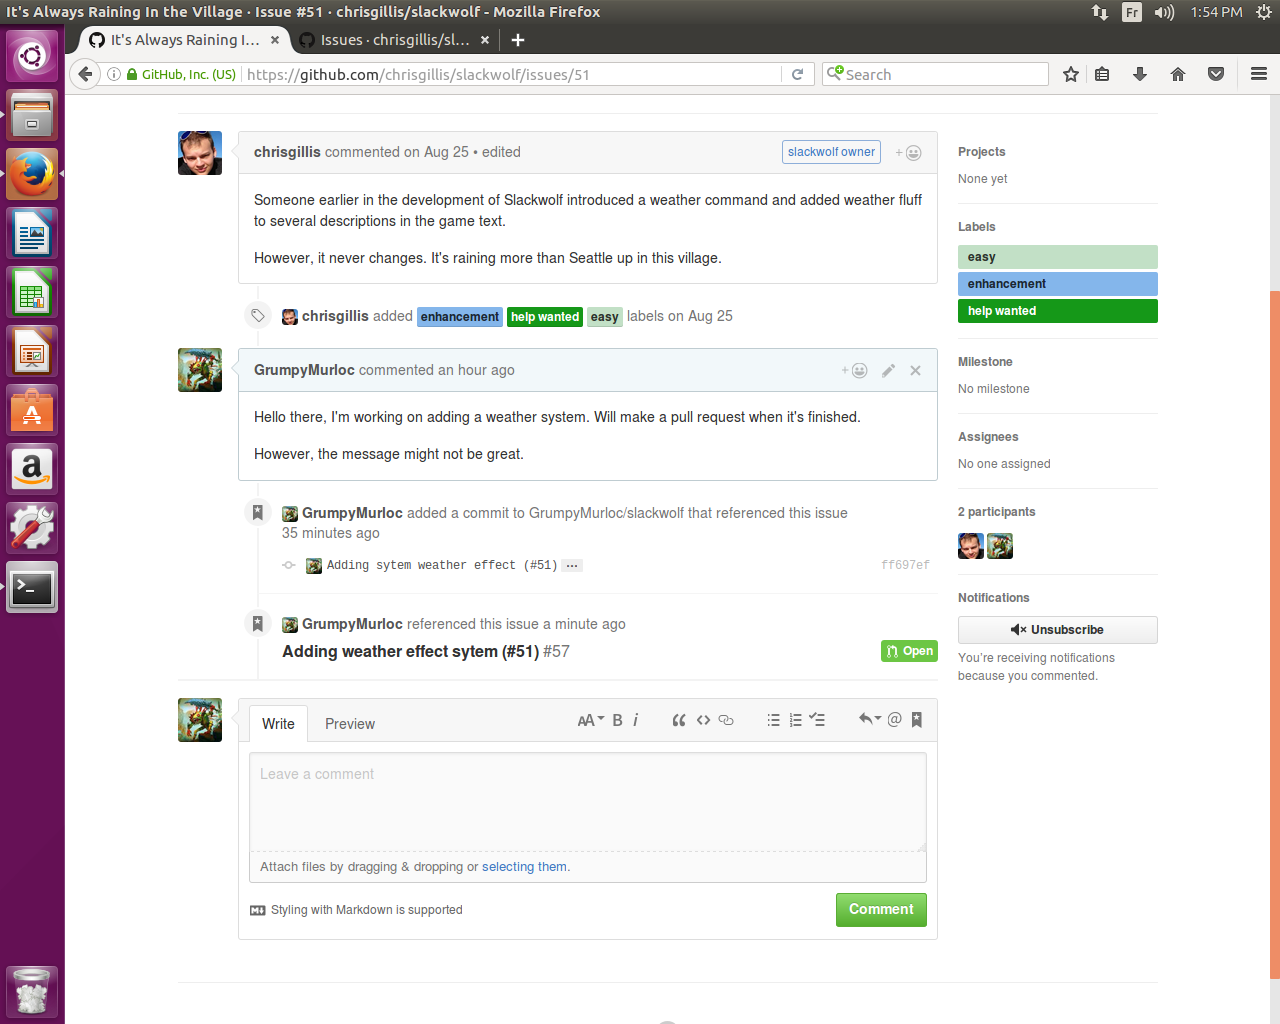 It's Always Raining In the Village · Issue #51 · chrisgillis/slackwolf - Mozilla Firefox
Fr
1:54 PM
It's Always Raining I...
Issues · chrisgillis/sl...
GitHub, Inc. (US)
https://github.com/chrisgillis/slackwolf/issues/51
Search
chrisgillis commented on Aug 25 • edited
slackwolf owner
Someone earlier in the development of Slackwolf introduced a weather command and added weather fluff
to several descriptions in the game text.
However, it never changes. It's raining more than Seattle up in this village.
chrisgillis added enhancement help wanted easy labels on Aug 25
GrumpyMurloc commented an hour ago
Hello there, I'm working on adding a weather system. Will make a pull request when it's finished.
However, the message might not be great.
GrumpyMurloc added a commit to GrumpyMurloc/slackwolf that referenced this issue
35 minutes ago
Adding sytem weather effect (#51) ...
ff697ef
GrumpyMurloc referenced this issue a minute ago
Adding weather effect sytem (#51) #57
Open
Write
Preview
AA B i
@
Leave a comment
Attach files by dragging & dropping or selecting them.
Styling with Markdown is supported
Comment
Projects
None yet
Labels
easy
enhancement
help wanted
Milestone
No milestone
Assignees
No one assigned
2 participants
Notifications
Unsubscribe
You're receiving notifications
because you commented.